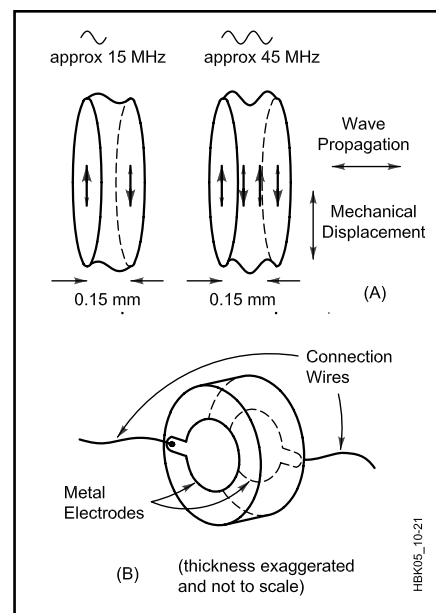 approx 15 MHz
approx 45 MHz
Wave
Propagation
Mechanical
Displacement
0.15 mm
0.15 mm
(A)
Connection
Wires
Metal
Electrodes
(B)
(thickness exaggerated
and not to scale)
HBK05_10-21